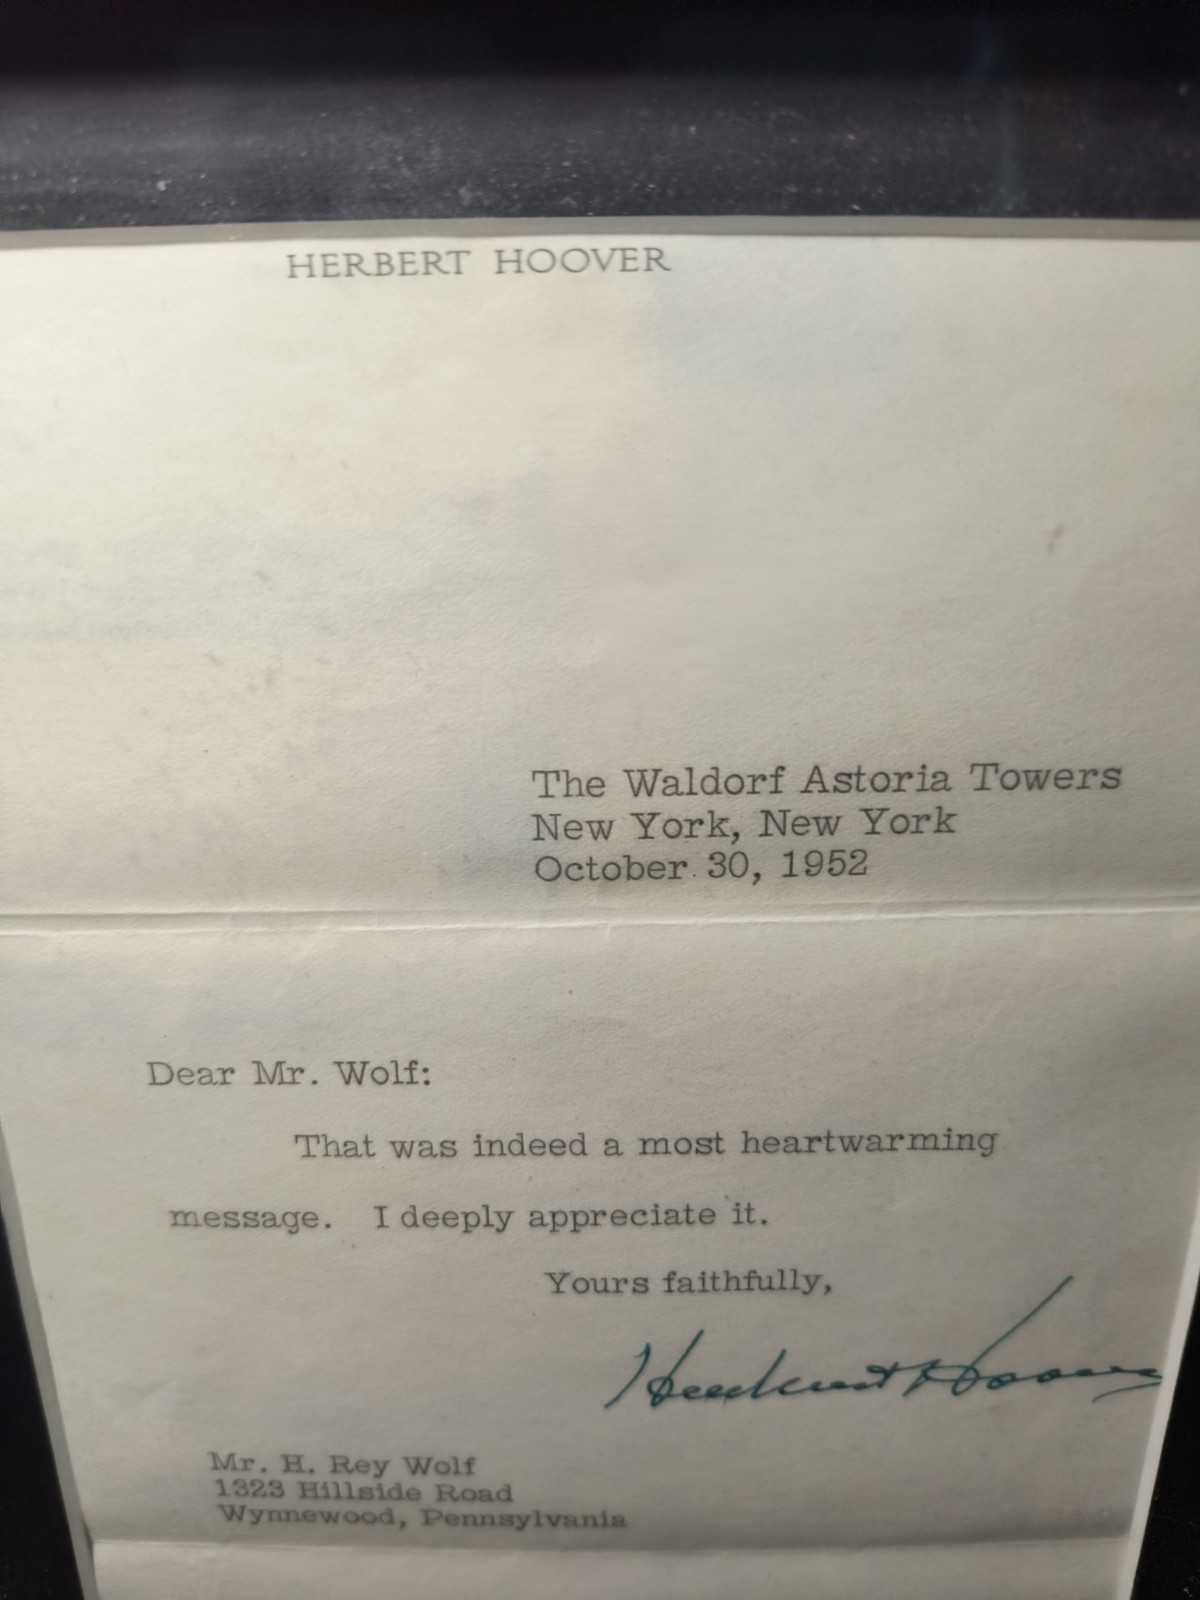 HERBERT HOOVER
The Waldorf Astoria Towers
New York, New York
October 30, 1952
Dear Mr. Wolf:
That was indeed a most heartwarming
message. I deeply appreciate it.
Yours faithfully,
Herbert Hoover
Mr. H. Rey Wolf
1323 Hillside Road
Wynnewood, Pennsylvania